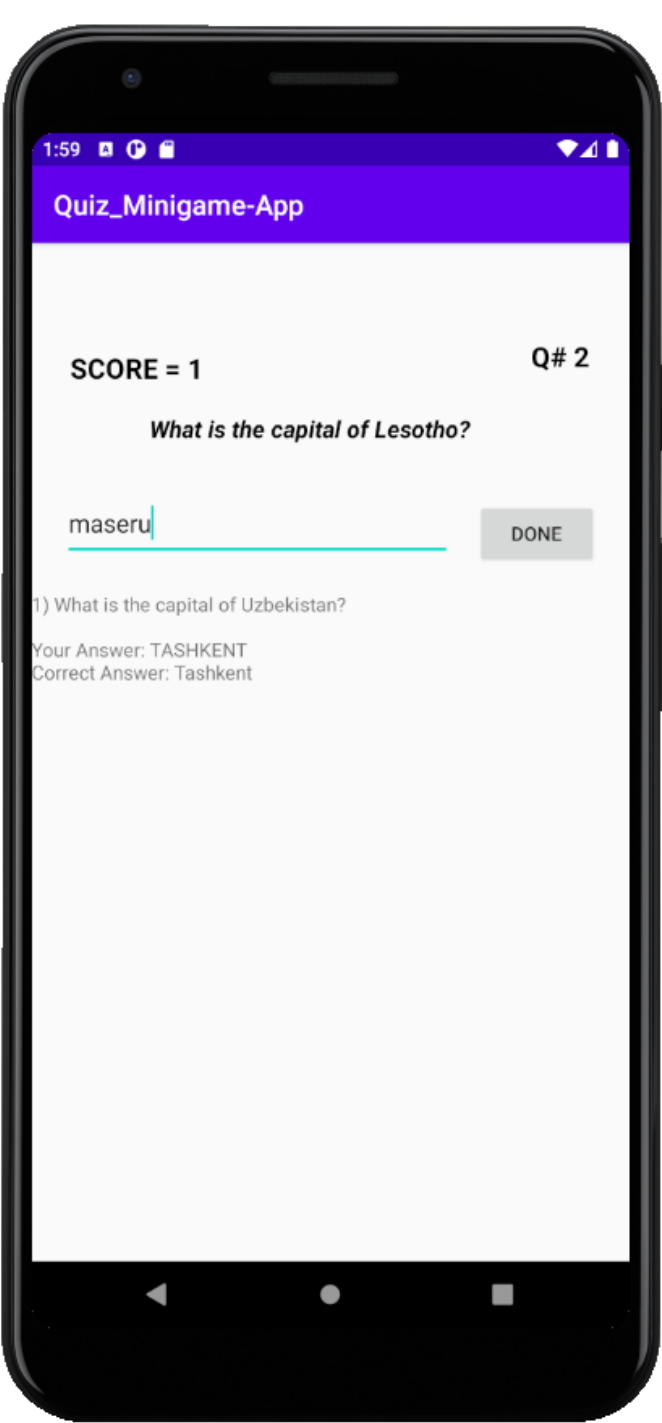 1:59
Quiz_Minigame-App
SCORE = 1
Q# 2
What is the capital of Lesotho?
maseru
DONE
1) What is the capital of Uzbekistan?
Your Answer: TASHKENT
Correct Answer: Tashkent